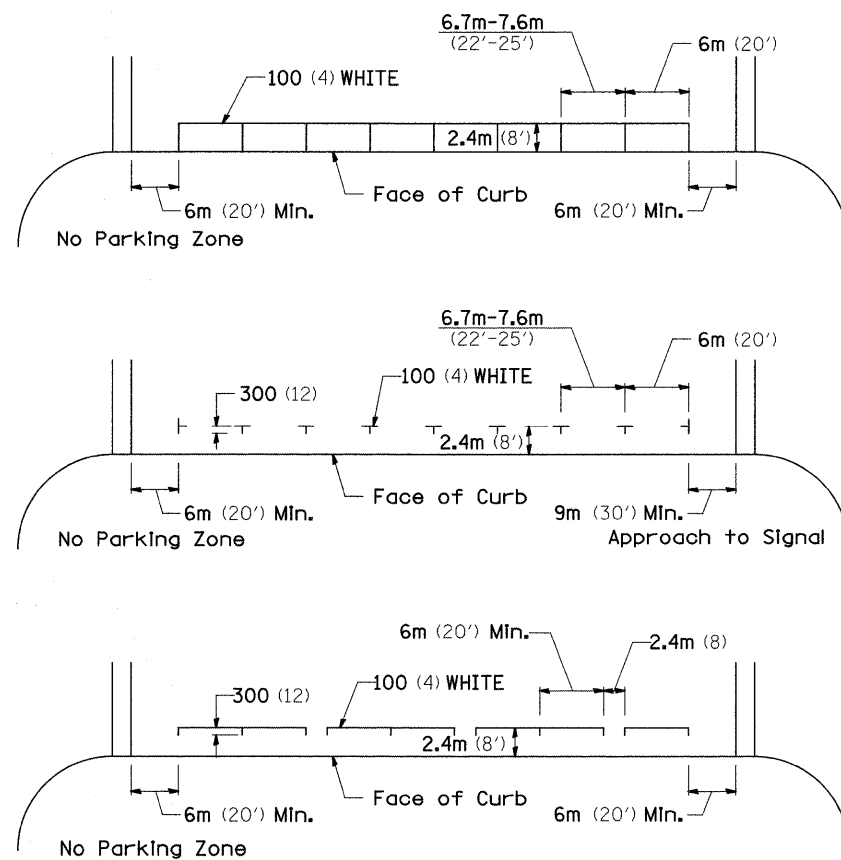 6.7m-7.6m
(22'-25')
6m (20')
100 (4) WHITE
2.4m (8')
Face of Curb
6m (20') Min.
6m (20') Min.
No Parking Zone
6.7m-7.6m
(22'-25')
6m (20')
300 (12)
100 (4) WHITE
2.4m (8')
Face of Curb
6m (20') Min.
9m (30') Min.
No Parking Zone
Approach to Signal
6m (20') Min.
2.4m (8)
300 (12)
100 (4) WHITE
2.4m (8')
Face of Curb
6m (20') Min.
6m (20') Min.
No Parking Zone